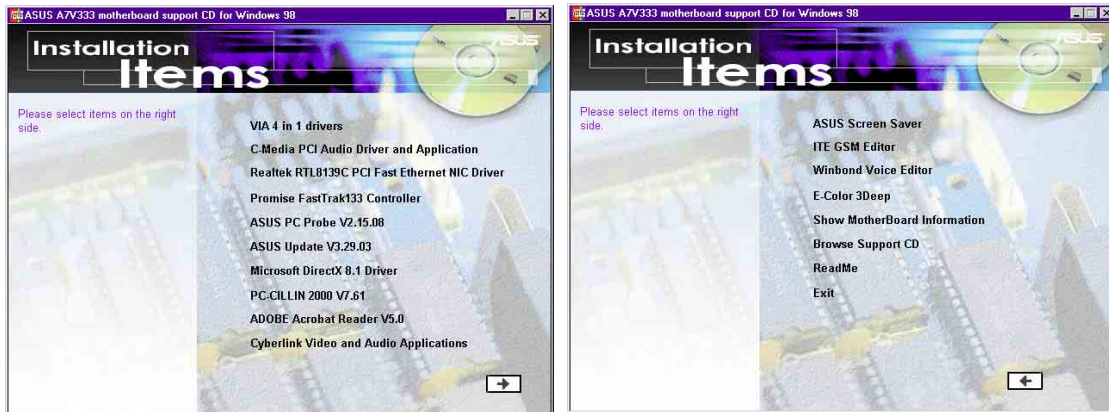 ASUS A7V333 motherboard support CD for Windows 98
ASUS
Installation
Items
Please select items on the right
side.
VIA 4 in 1 drivers
C-Media PCI Audio Driver and Application
Realtek RTL8139C PCI Fast Ethernet NIC Driver
Promise FastTrak133 Controller
ASUS PC Probe V2.15.08
ASUS Update V3.29.03
Microsoft DirectX 8.1 Driver
PC-CILLIN 2000 V7.61
ADOBE Acrobat Reader V5.0
Cyberlink Video and Audio Applications
ASUS A7V333 motherboard support CD for Windows 98
ASUS
Installation
Items
Please select items on the right
side.
ASUS Screen Saver
ITE GSM Editor
Winbond Voice Editor
E-Color 3Deep
Show MotherBoard Information
Browse Support CD
ReadMe
Exit